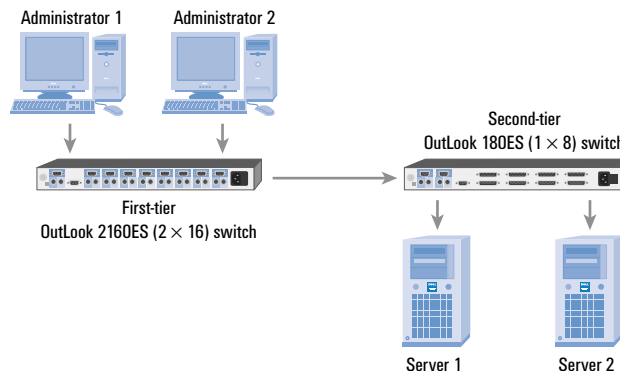 Administrator 1
Administrator 2
Second-tier
OutLook 180ES (1 × 8) switch
First-tier
OutLook 2160ES (2 × 16) switch
Server 1
Server 2